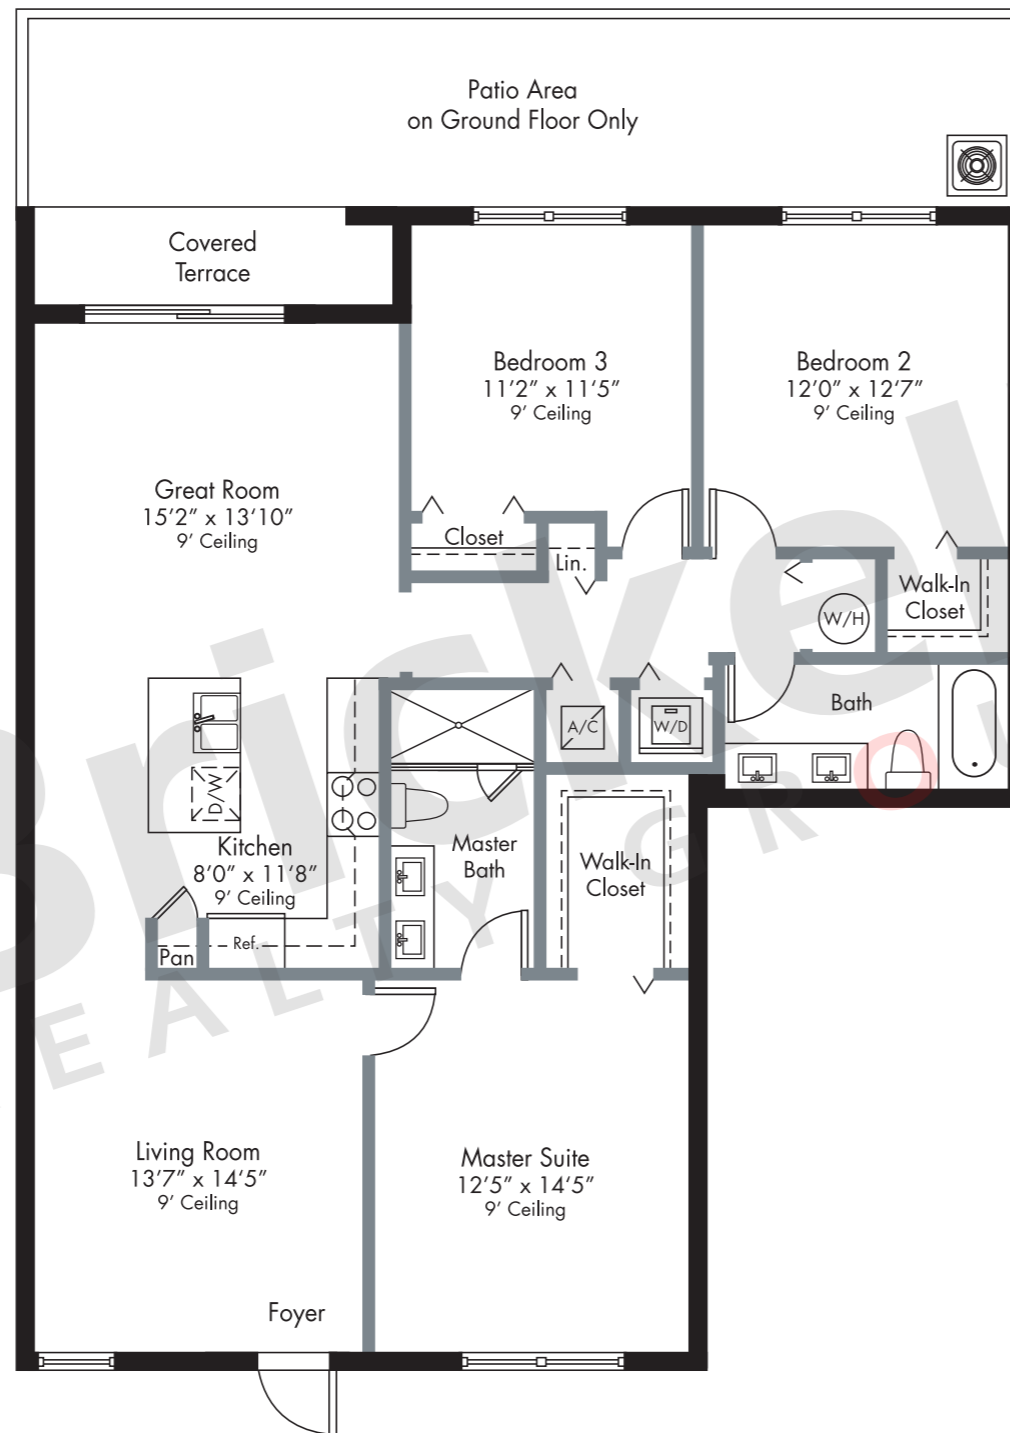 Patio Area
on Ground Floor Only
Covered
Terrace
Bedroom 3
11'2" x 11'5"
9' Ceiling
Bedroom 2
12'0" x 12'7"
9' Ceiling
Great Room
15'2" x 13'10"
9' Ceiling
Closet
Lin.
Walk-In
Closet
W/H
Bath
A/C
W/D
D/W
Kitchen
8'0" x 11'8"
9' Ceiling
Master
Bath
Walk-In
Closet
Pan
Ref.
Living Room
13'7" x 14'5"
9' Ceiling
Master Suite
12'5" x 14'5"
9' Ceiling
Foyer
Brickel
EALTY GROU